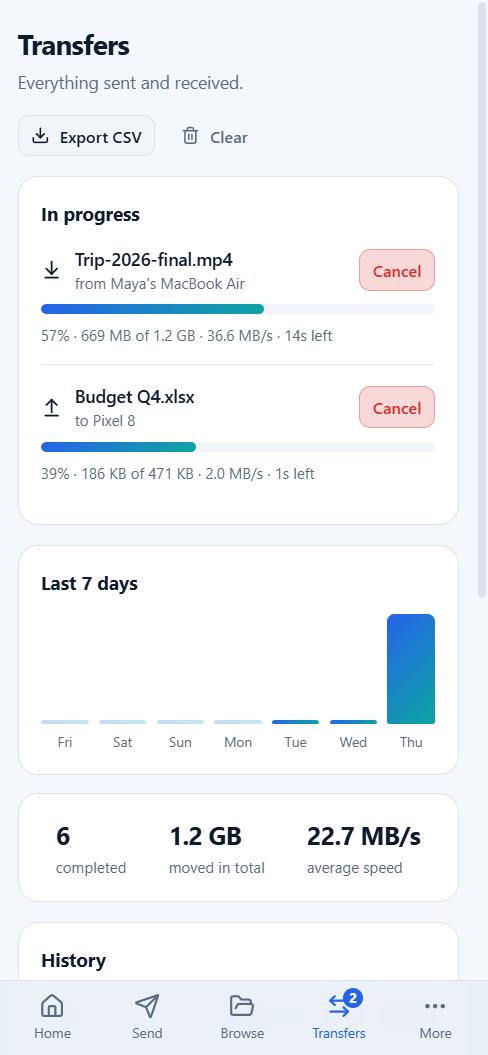 Transfers
Everything sent and received.
Export CSV
Clear
In progress
Trip-2026-final.mp4
from Maya's MacBook Air
Cancel
57% · 669 MB of 1.2 GB · 36.6 MB/s · 14s left
Budget Q4.xlsx
to Pixel 8
Cancel
39% · 186 KB of 471 KB · 2.0 MB/s · 1s left
Last 7 days
Fri Sat Sun Mon Tue Wed Thu
6 1.2 GB 22.7 MB/s
completed moved in total average speed
History
2
Home Send Browse Transfers More